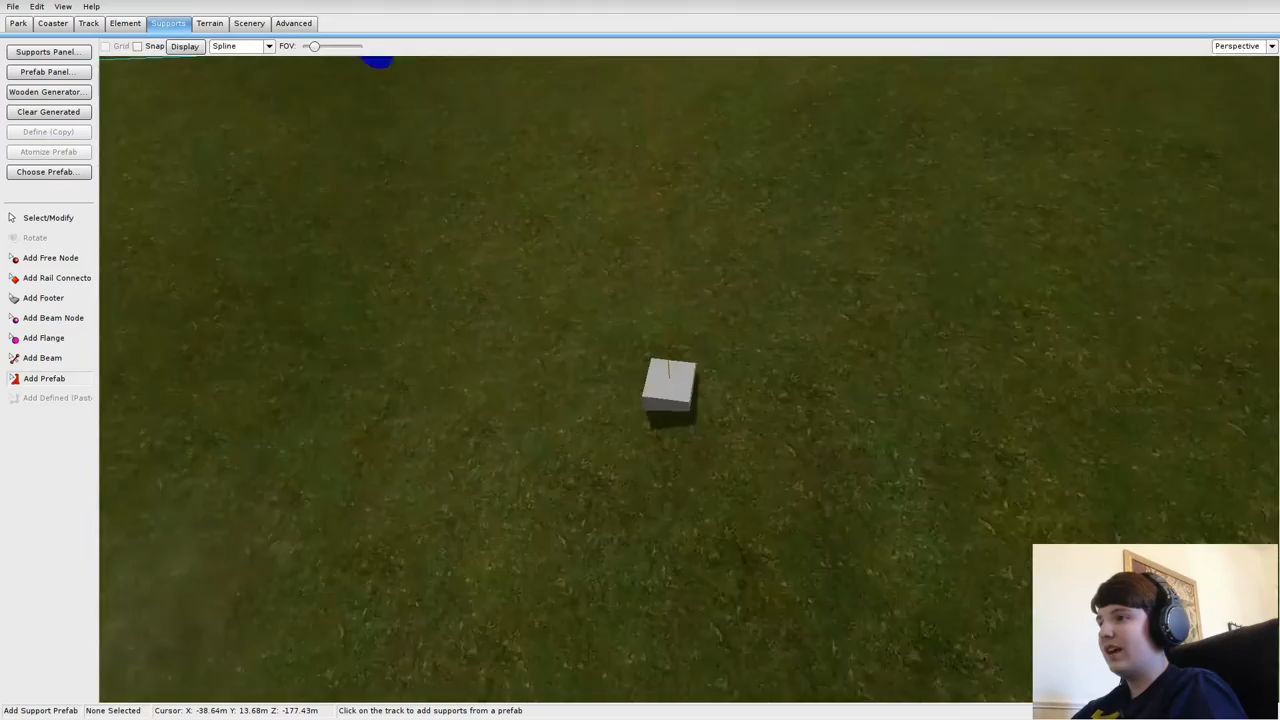 File Edit View Help
Park Coaster Track Element Supports Terrain Scenery Advanced
Supports Panel... Grid Snap Display Spline FOV: Perspective
Prefab Panel...
Wooden Generator...
Clear Generated
Define (Copy)
Atomize Prefab
Choose Prefab...
Select/Modify
Rotate
Add Free Node
Add Rail Connecto
Add Footer
Add Beam Node
Add Flange
Add Beam
Add Prefab
Add Defined (Paste
Add Support Prefab None Selected Cursor: X: -38.64m Y: 13.68m Z: -177.43m Click on the track to add supports from a prefab